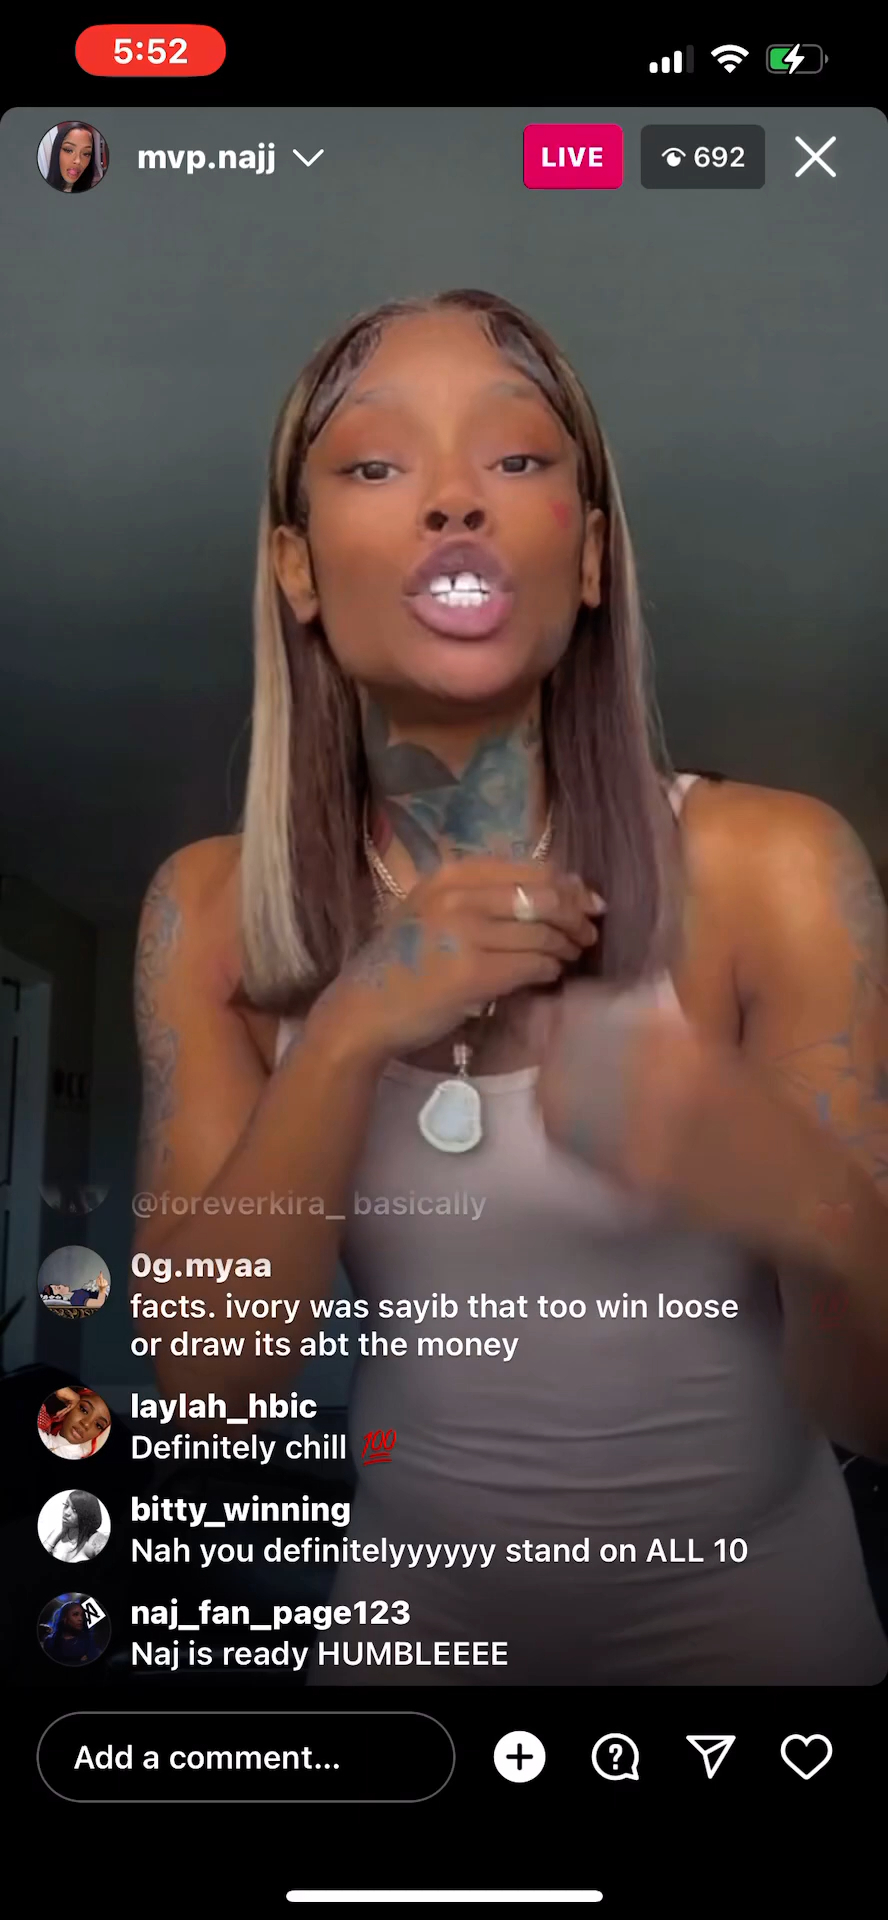 5:52
mvp.najj
LIVE
692
@foreverkira_ basically
0g.myaa
facts. ivory was sayib that too win loose
or draw its abt the money
laylah_hbic
Definitely chill 💯
bitty_winning
Nah you definitelyyyyyy stand on ALL 10
naj_fan_page123
Naj is ready HUMBLEEEE
Add a comment...